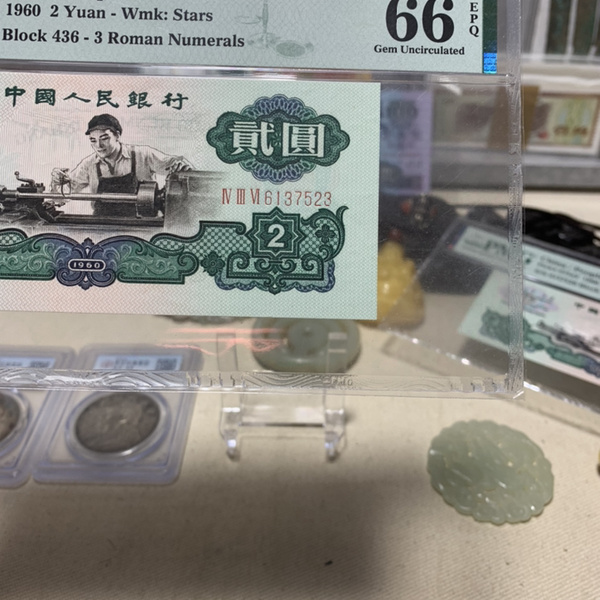 1960 2 Yuan - Wmk: Stars
Block 436 - 3 Roman Numerals
66
EPQ
Gem Uncirculated
中國人民銀行
貳圓
IV III VI 6137523
2
1960